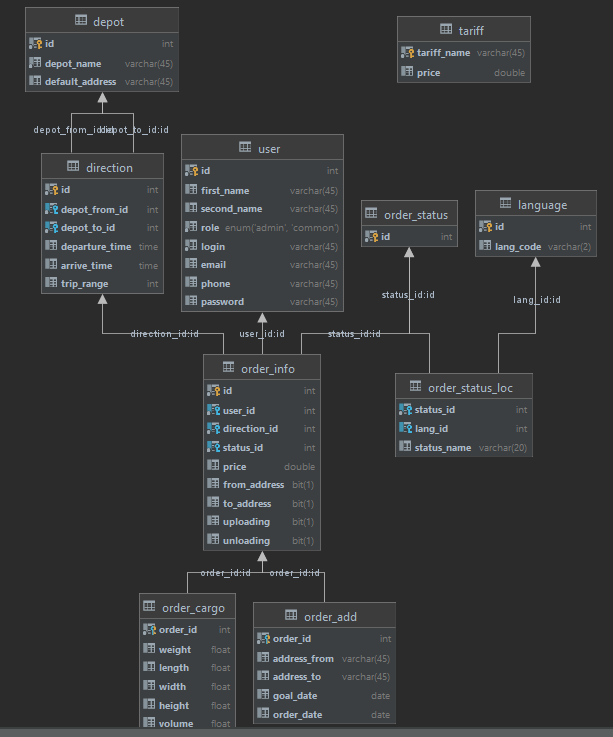 depot
id int
depot_name varchar(45)
default_address varchar(45)
tariff
tariff_name varchar(45)
price double
depot_from_id:id
depot_to_id:id
direction
id int
depot_from_id int
depot_to_id int
departure_time time
arrive_time time
trip_range int
user
id int
first_name varchar(45)
second_name varchar(45)
role enum('admin', 'common')
login varchar(45)
email varchar(45)
phone varchar(45)
password varchar(45)
order_status
id int
language
id int
lang_code varchar(2)
status_id:id
lang_id:id
direction_id:id
user_id:id
status_id:id
order_info
id int
user_id int
direction_id int
status_id int
price double
from_address bit(1)
to_address bit(1)
uploading bit(1)
unloading bit(1)
order_status_loc
status_id int
lang_id int
status_name varchar(20)
order_id:id
order_id:id
order_cargo
order_id int
weight float
length float
width float
height float
volume float
order_add
order_id int
address_from varchar(45)
address_to varchar(45)
goal_date date
order_date date